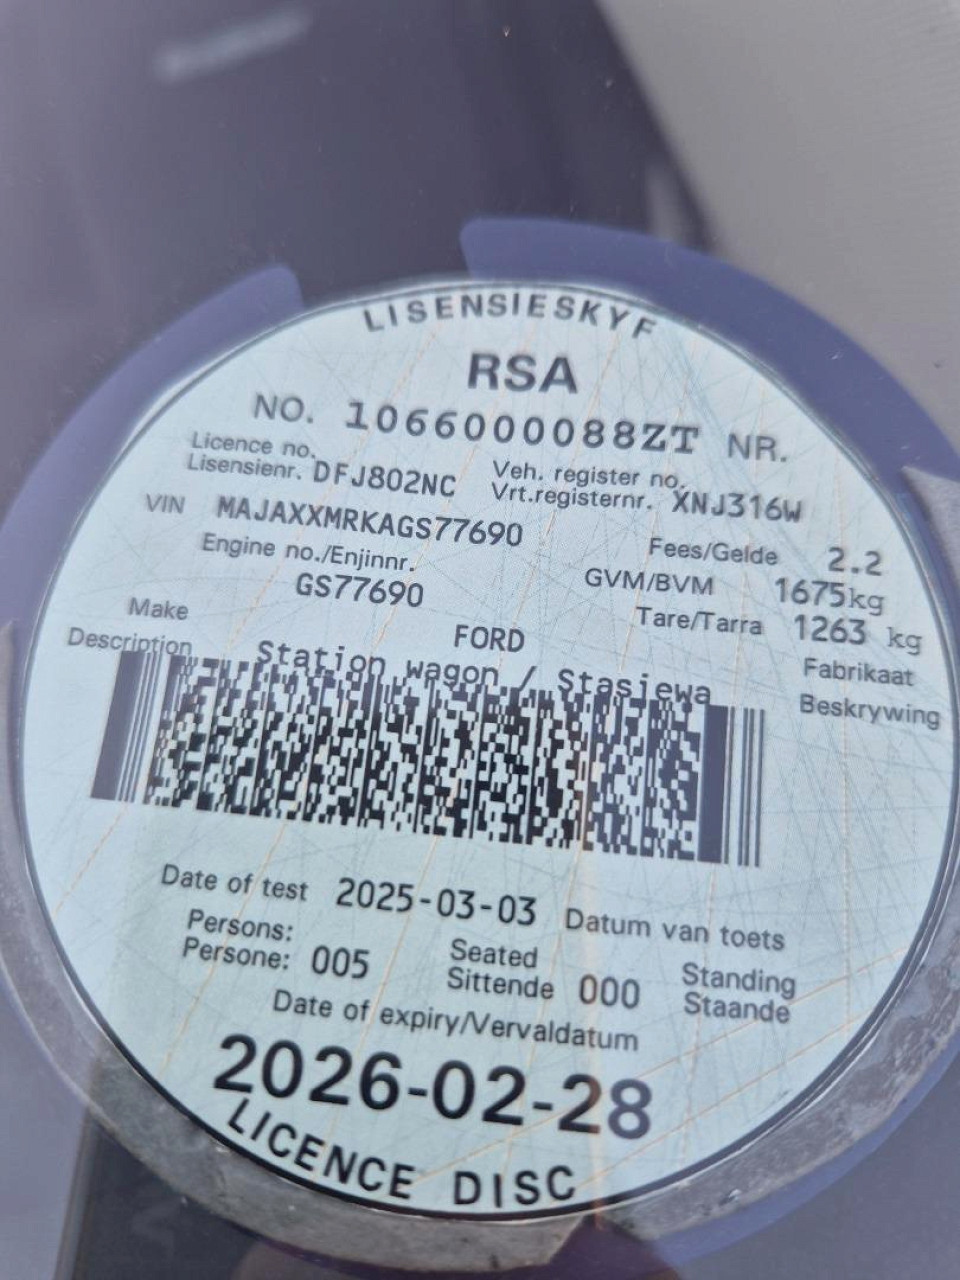 LISENSIESKYF
RSA
NO. 1066000088ZT NR.
Licence no.
Lisensienr. DFJ802NC
Veh. register no.
Vrt.registernr. XNJ316W
VIN MAJAXXMRKAGS77690
Engine no./Enjinnr.
GS77690
Fees/Gelde 2.2
GVM/BVM 1675kg
Tare/Tarra 1263 kg
Make FORD Fabrikaat
Description Station wagon / Stasiewa Beskrywing
Date of test 2025-03-03 Datum van toets
Persons:
Persone: 005
Seated
Sittende 000
Standing
Staande
Date of expiry/Vervaldatum
2026-02-28
LICENCE DISC